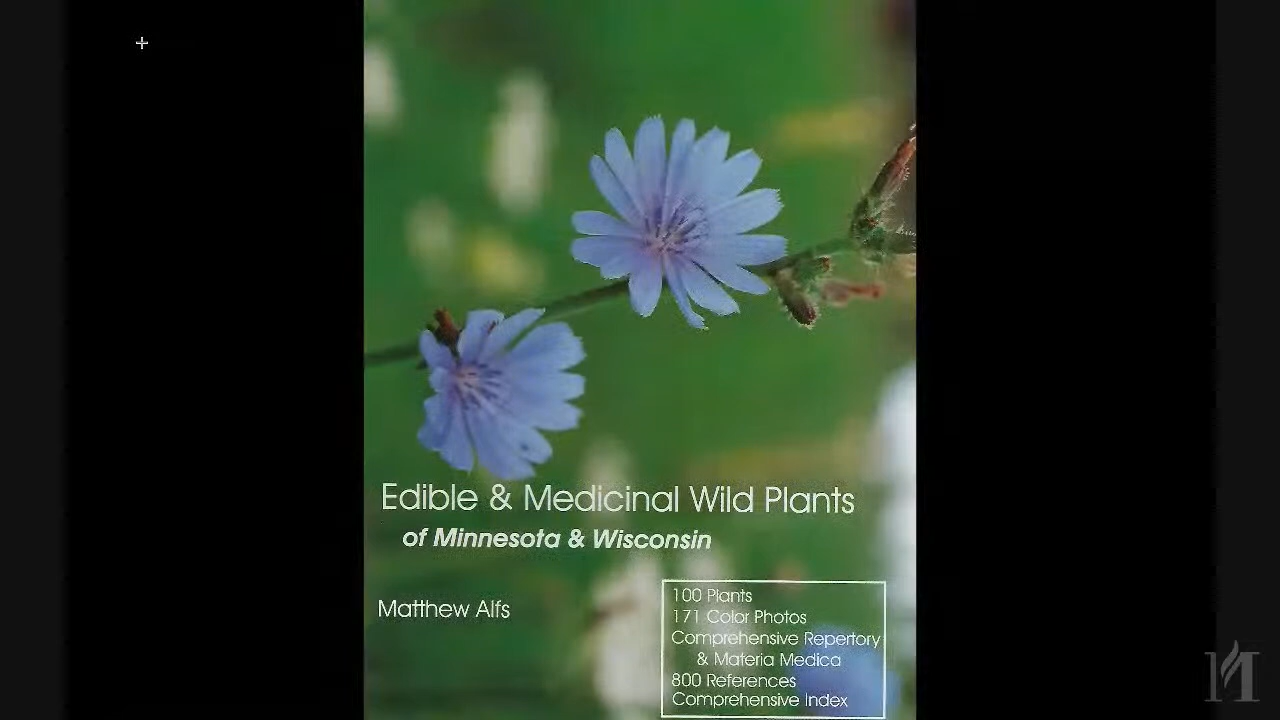 Edible & Medicinal Wild Plants
of Minnesota & Wisconsin
Matthew Alfs
100 Plants
171 Color Photos
Comprehensive Repertory
& Materia Medica
800 References
Comprehensive Index